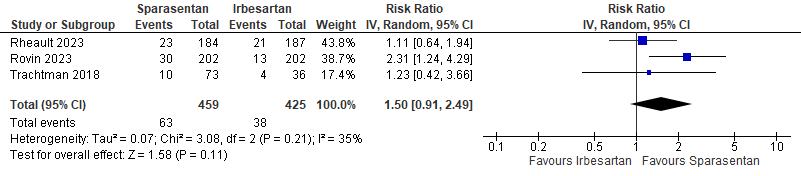 Sparasentan Irbesartan Risk Ratio Risk Ratio
Study or Subgroup Events Total Events Total Weight IV, Random, 95% CI IV, Random, 95% CI
Rheault 2023 23 184 21 187 43.8% 1.11 [0.64, 1.94]
Rovin 2023 30 202 13 202 38.7% 2.31 [1.24, 4.29]
Trachtman 2018 10 73 4 36 17.4% 1.23 [0.42, 3.66]
Total (95% CI) 459 425 100.0% 1.50 [0.91, 2.49]
Total events 63 38
Heterogeneity: Tau² = 0.07; Chi² = 3.08, df = 2 (P = 0.21); I² = 35%
Test for overall effect: Z = 1.58 (P = 0.11)
0.1 0.2 0.5 1 2 5 10
Favours Irbesartan Favours Sparasentan